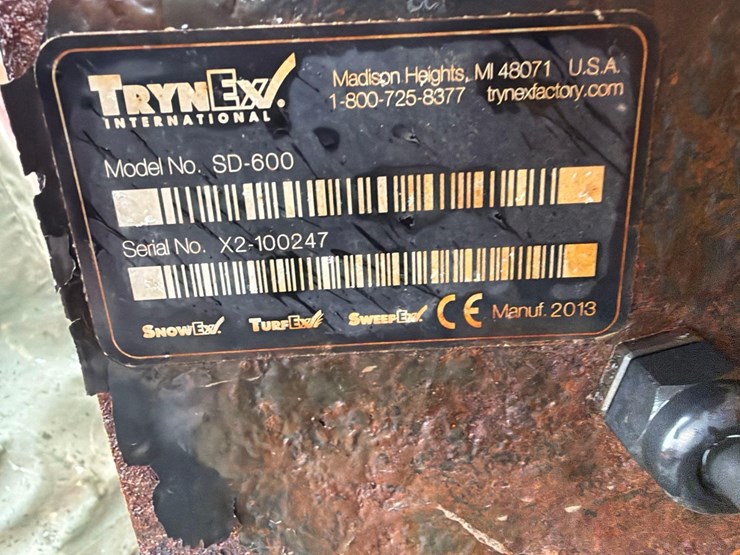 TRYNEX
INTERNATIONAL
Madison Heights, MI 48071 U.S.A.
1-800-725-8377 trynexfactory.com
Model No. SD-600
Serial No. X2-100247
SNOWEX. TURFEX SWEEPEX. CE Manuf. 2013